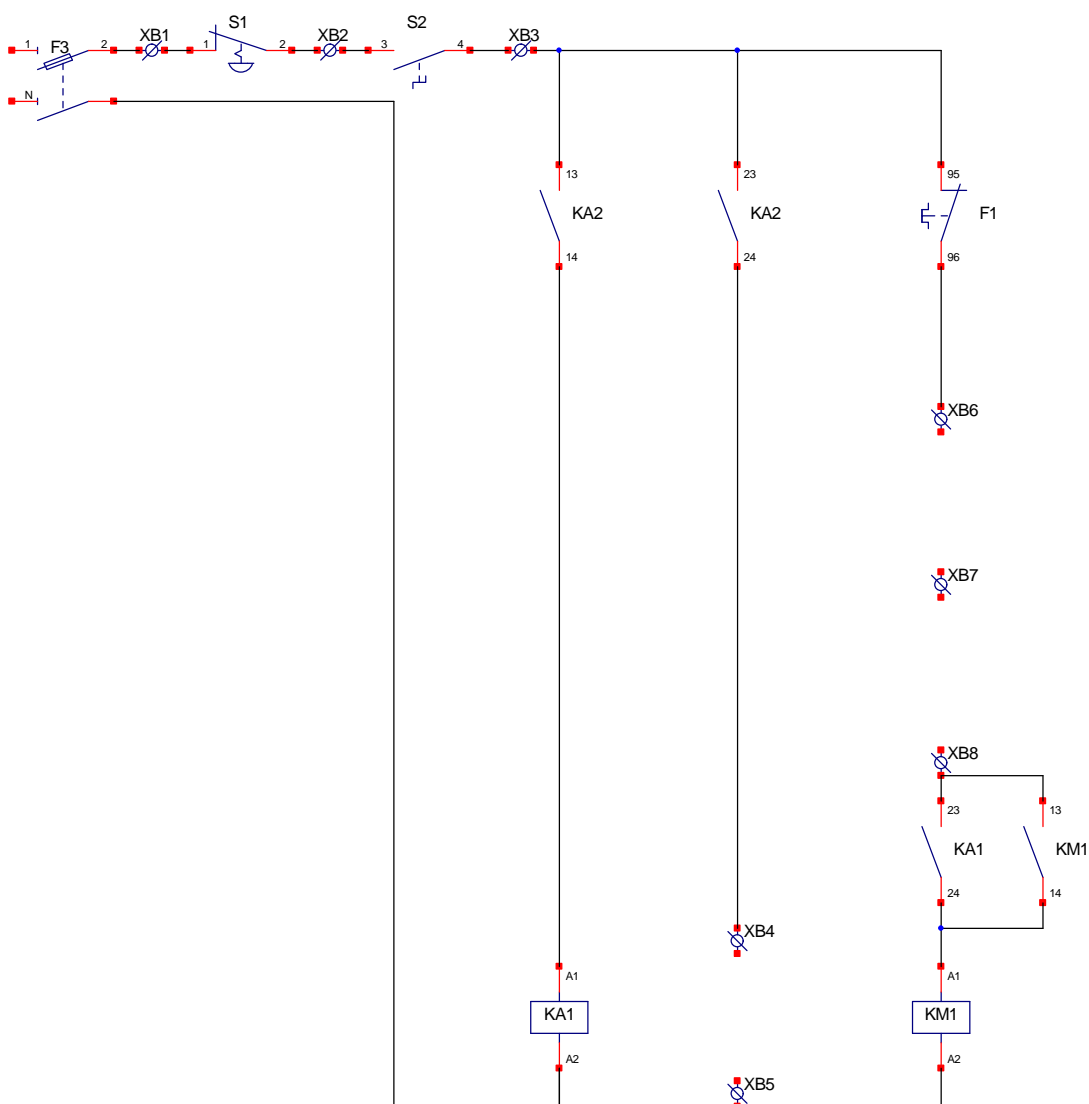 S1
S2
1 F3 2 XB1 1 2 XB2 3 4 XB3
N
13 23 95
KA2 KA2 F1
14 24 96
XB6
XB7
XB8
23 13
KA1 KM1
24 14
XB4
A1 A1
KA1 KM1
A2 A2
XB5